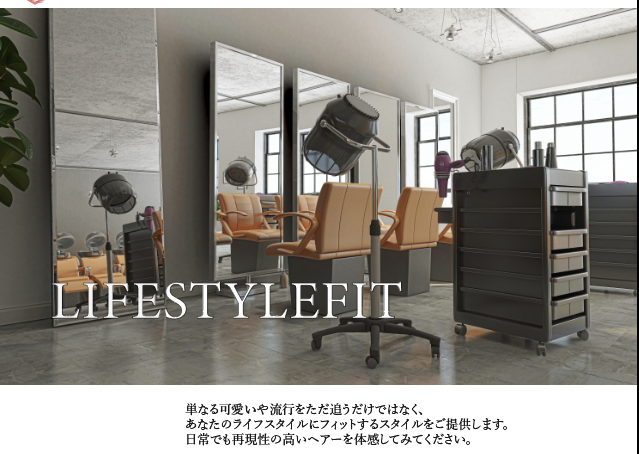 LIFESTYLEFIT
単なる可愛いや流行をただ追うだけではなく、
あなたのライフスタイルにフィットするスタイルをご提供します。
日常でも再現性の高いヘアーを体感してみてください。